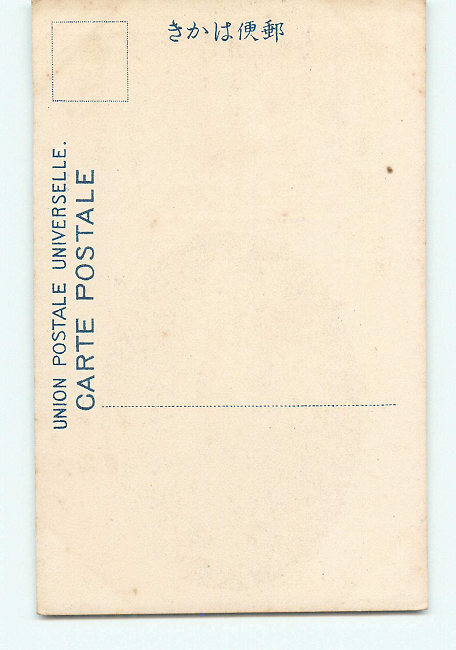 きかは便郵
UNION POSTALE UNIVERSELLE.
CARTE POSTALE